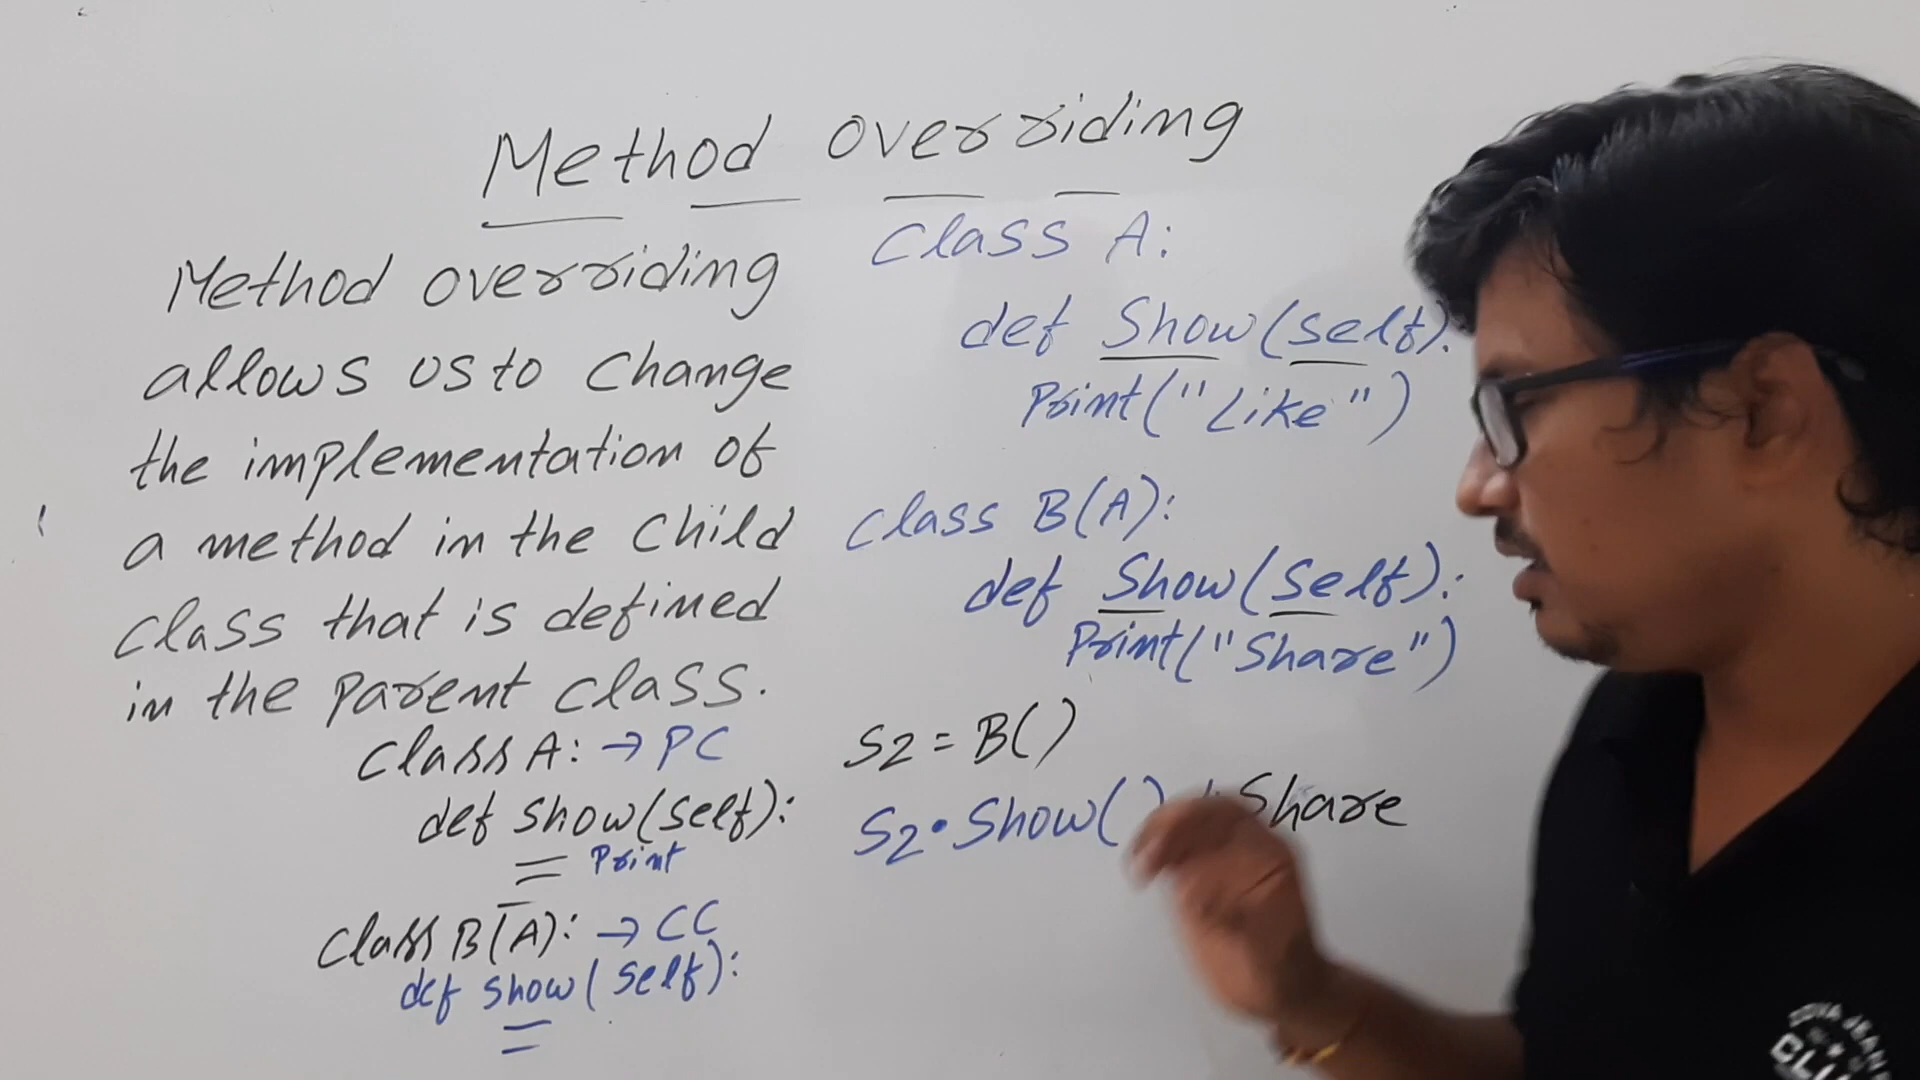 Method overriding
Method overriding
allows us to change
the implementation of
a method in the child
class that is defined
in the parent class.
class A: → PC
def show(self):
Print
class B(A): → CC
def show(self):
class A:
def Show(self):
Print("Like")
class B(A):
def Show(Self):
Print("Share")
S2 = B()
S2.Show()
Share